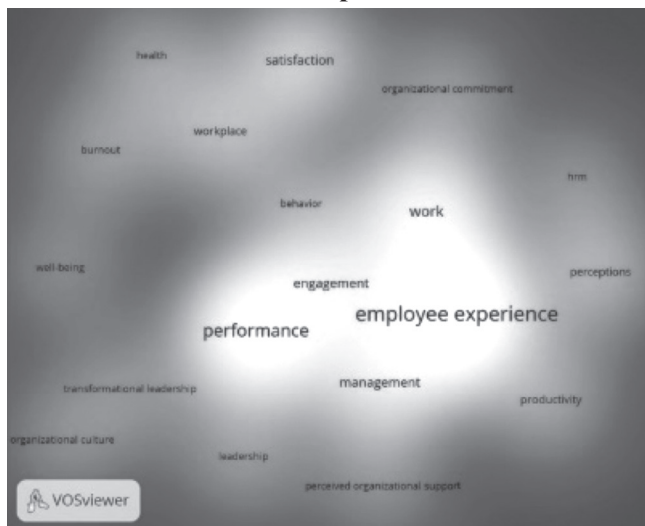 health
satisfaction
organizational commitment
workplace
burnout
hrm
behavior
work
well-being
perceptions
engagement
employee experience
performance
management
transformational leadership
productivity
organizational culture
leadership
perceived organizational support
VOSviewer